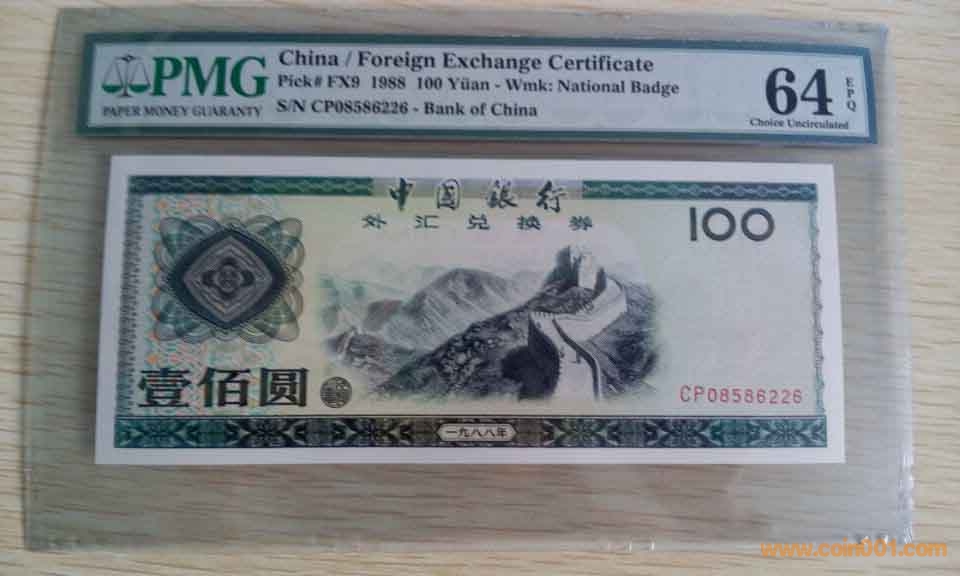 PMG
PAPER MONEY GUARANTY
China / Foreign Exchange Certificate
Pick# FX9 1988 100 Yüan - Wmk: National Badge
S/N CP08586226 - Bank of China
64
EPQ
Choice Uncirculated
中国银行
外汇兑换券
100
壹佰圆
CP08586226
一九八八年
www.coin001.com